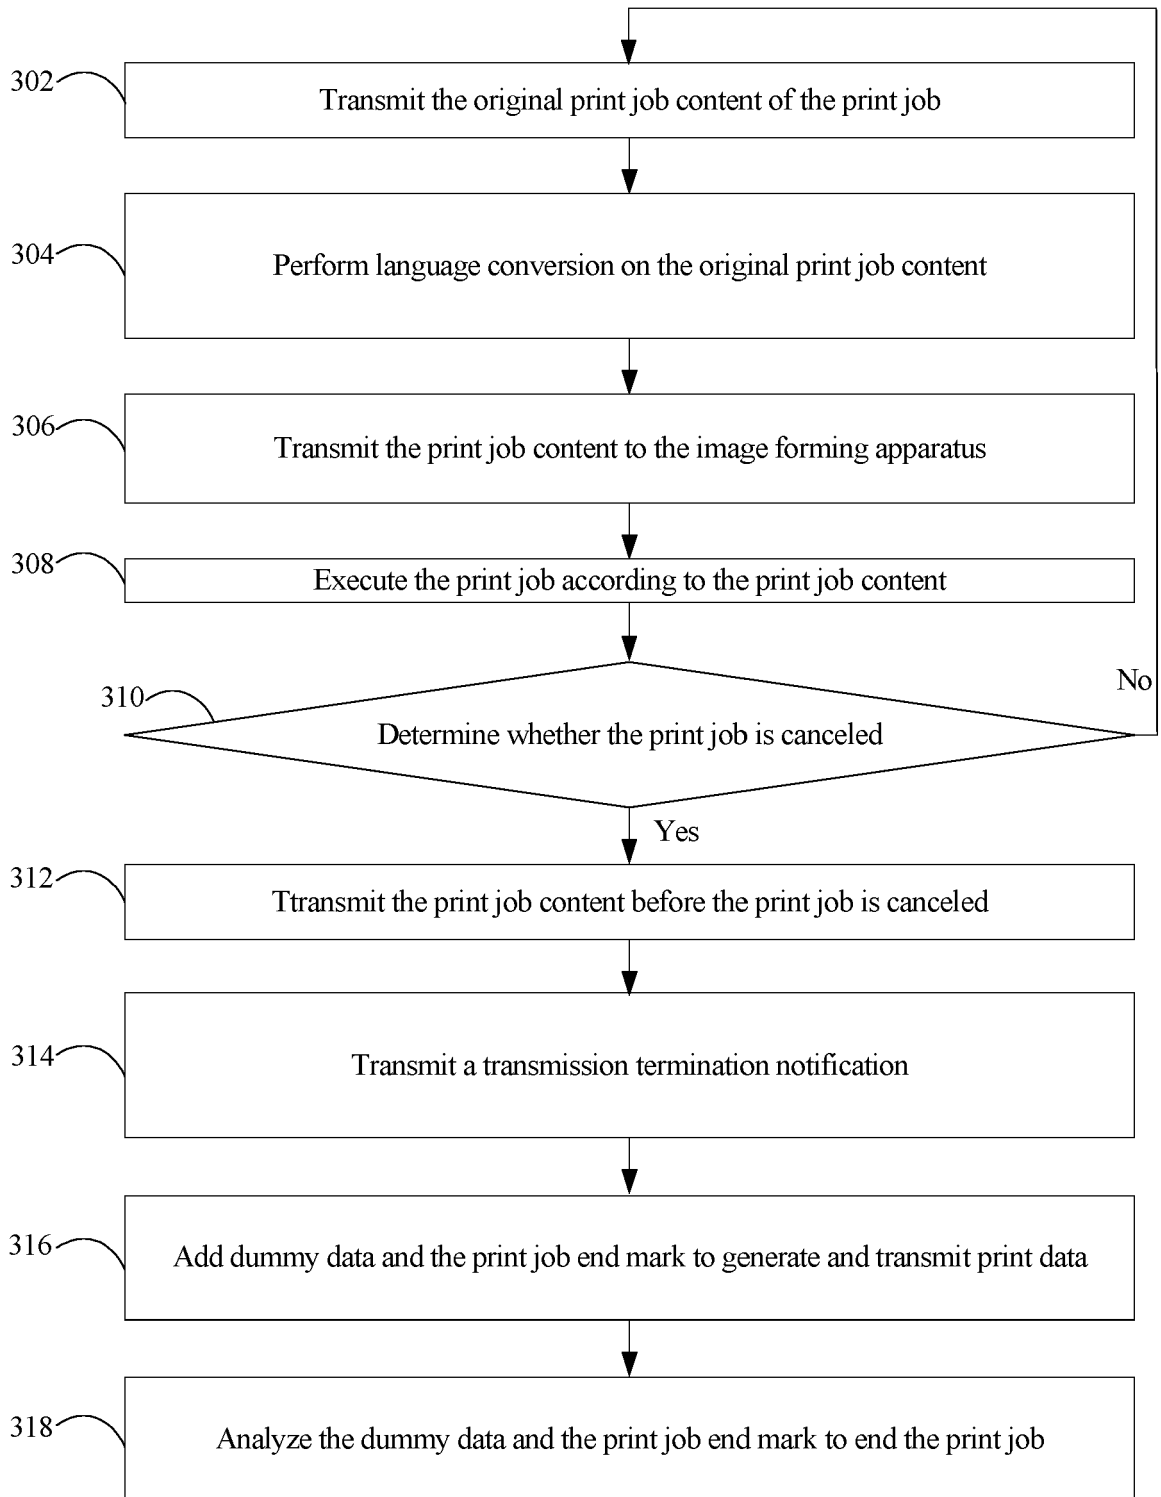 302
Transmit the original print job content of the print job
304
Perform language conversion on the original print job content
306
Transmit the print job content to the image forming apparatus
308
Execute the print job according to the print job content
310
Determine whether the print job is canceled
No
Yes
312
Ttransmit the print job content before the print job is canceled
314
Transmit a transmission termination notification
316
Add dummy data and the print job end mark to generate and transmit print data
318
Analyze the dummy data and the print job end mark to end the print job